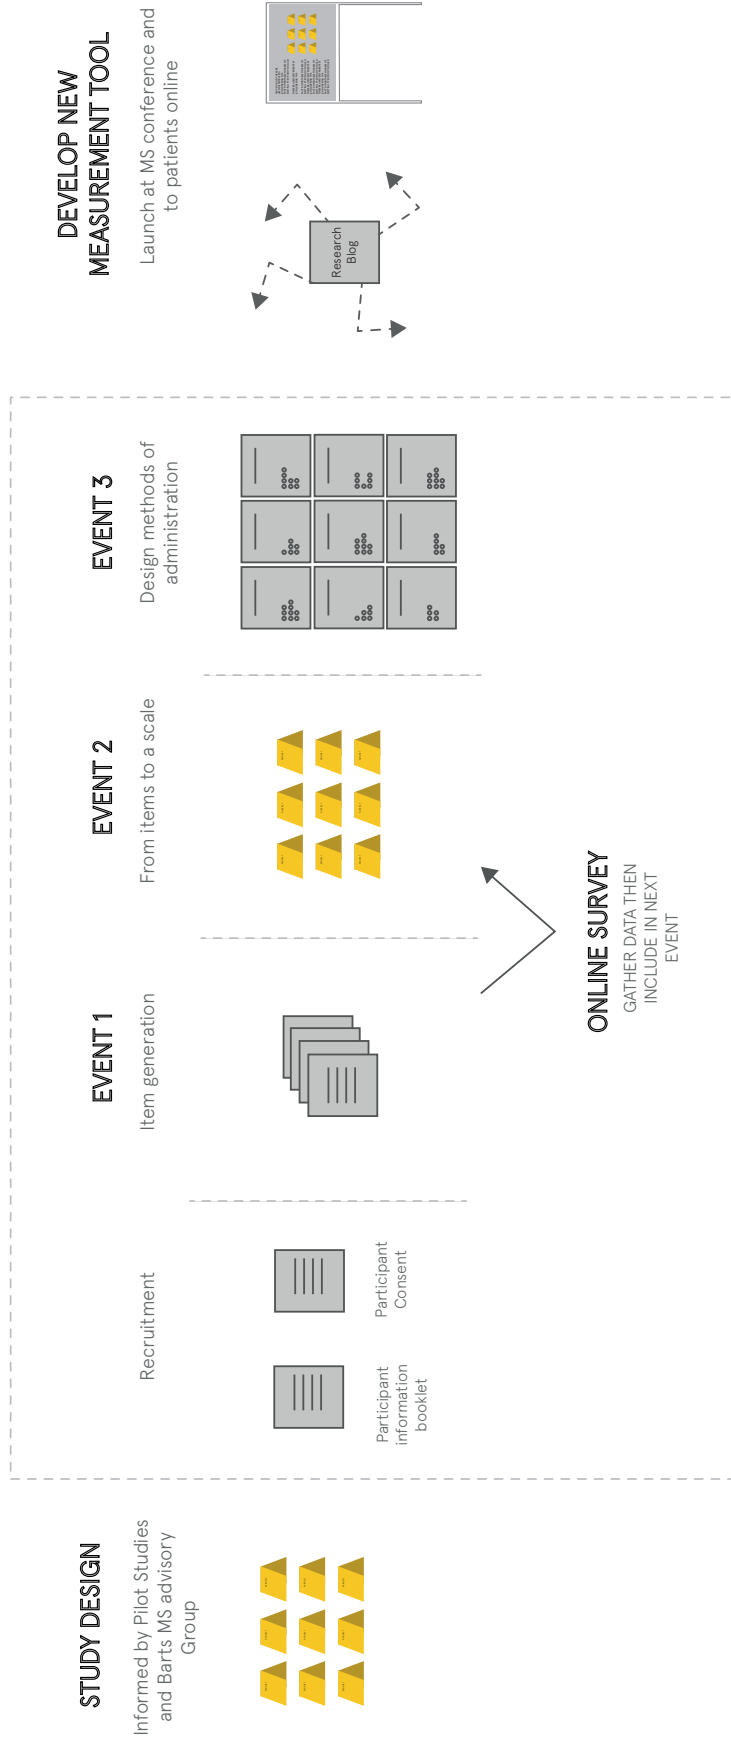 STUDY DESIGN
Informed by Pilot Studies
and Barts MS advisory
Group
Recruitment
Participant
information
booklet
Participant
Consent
EVENT 1
Item generation
EVENT 2
From items to a scale
ONLINE SURVEY
GATHER DATA THEN
INCLUDE IN NEXT
EVENT
EVENT 3
Design methods of
administration
DEVELOP NEW
MEASUREMENT TOOL
Launch at MS conference and
to patients online
Research
Blog